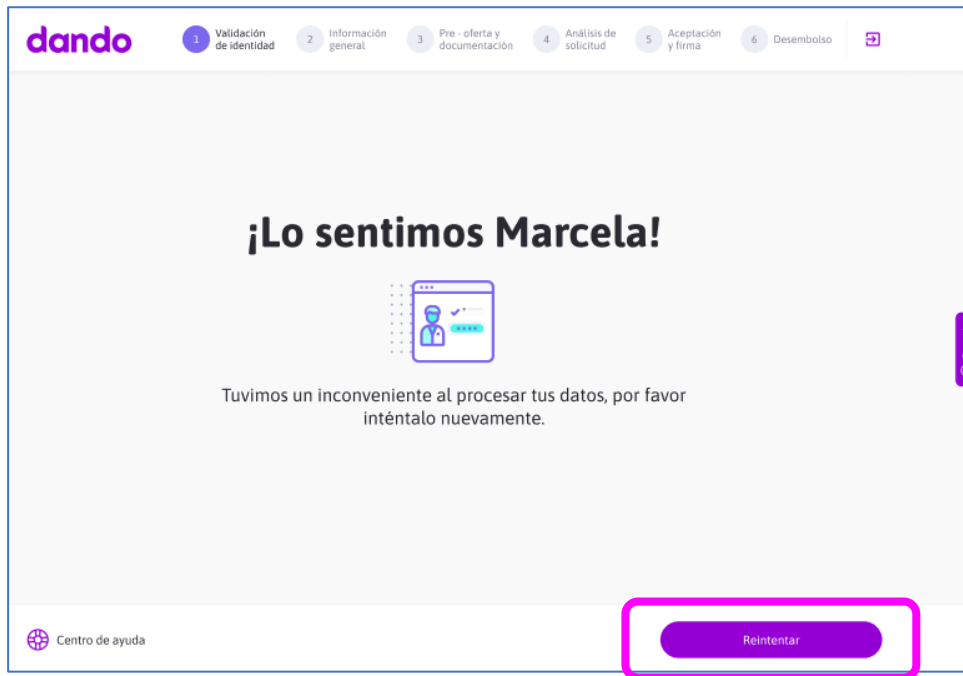 dando
1 Validación
de identidad
2 Información
general
3 Pre - oferta y
documentación
4 Análisis de
solicitud
5 Aceptación
y firma
6 Desembolso
¡Lo sentimos Marcela!
Tuvimos un inconveniente al procesar tus datos, por favor
inténtalo nuevamente.
Centro de ayuda
Reintentar